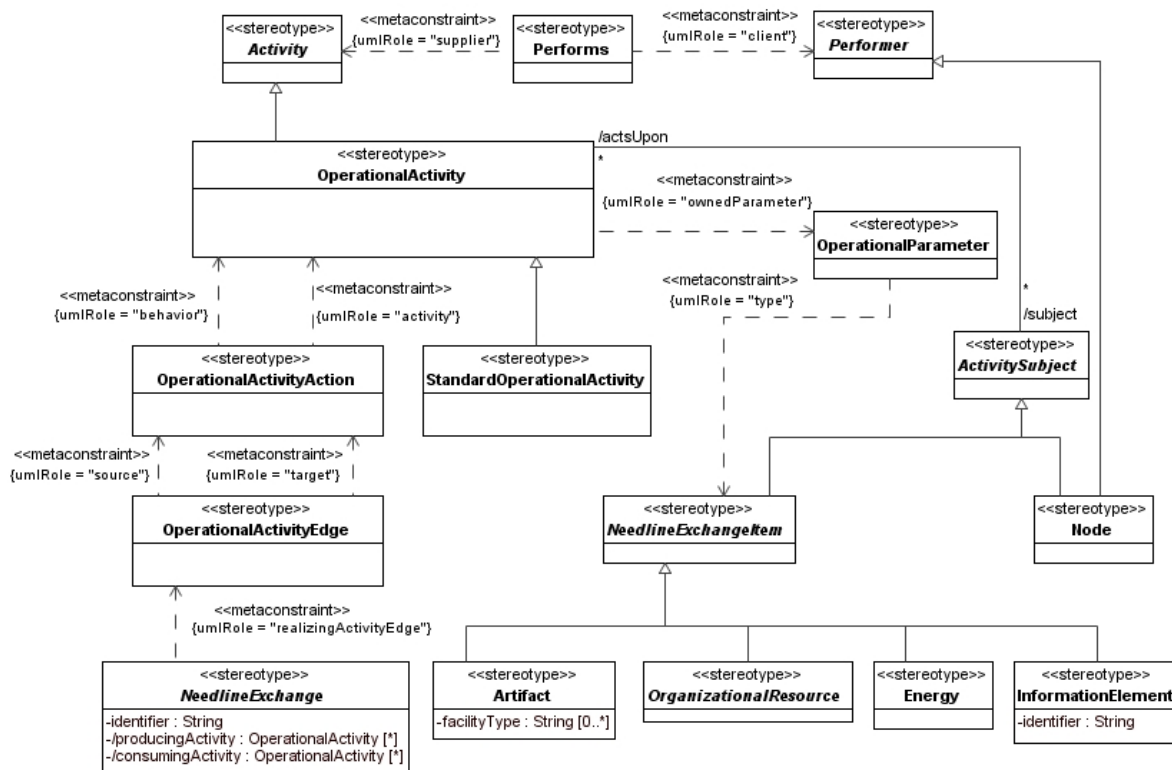 <<stereotype>>
Activity
<<metaconstraint>>
{umlRole = "supplier"}
<<stereotype>>
Performs
<<metaconstraint>>
{umlRole = "client"}
<<stereotype>>
Performer
<<stereotype>>
OperationalActivity
/actsUpon
*
<<metaconstraint>>
{umlRole = "ownedParameter"}
<<stereotype>>
OperationalParameter
<<metaconstraint>>
{umlRole = "behavior"}
<<metaconstraint>>
{umlRole = "activity"}
<<metaconstraint>>
{umlRole = "type"}
*
/subject
<<stereotype>>
OperationalActivityAction
<<stereotype>>
StandardOperationalActivity
<<stereotype>>
ActivitySubject
<<metaconstraint>>
{umlRole = "source"}
<<metaconstraint>>
{umlRole = "target"}
<<stereotype>>
OperationalActivityEdge
<<stereotype>>
NeedlineExchangeItem
<<stereotype>>
Node
<<metaconstraint>>
{umlRole = "realizingActivityEdge"}
<<stereotype>>
NeedlineExchange
-identifier : String
-/producingActivity : OperationalActivity [*]
-/consumingActivity : OperationalActivity [*]
<<stereotype>>
Artifact
-facilityType : String [0..*]
<<stereotype>>
OrganizationalResource
<<stereotype>>
Energy
<<stereotype>>
InformationElement
-identifier : String